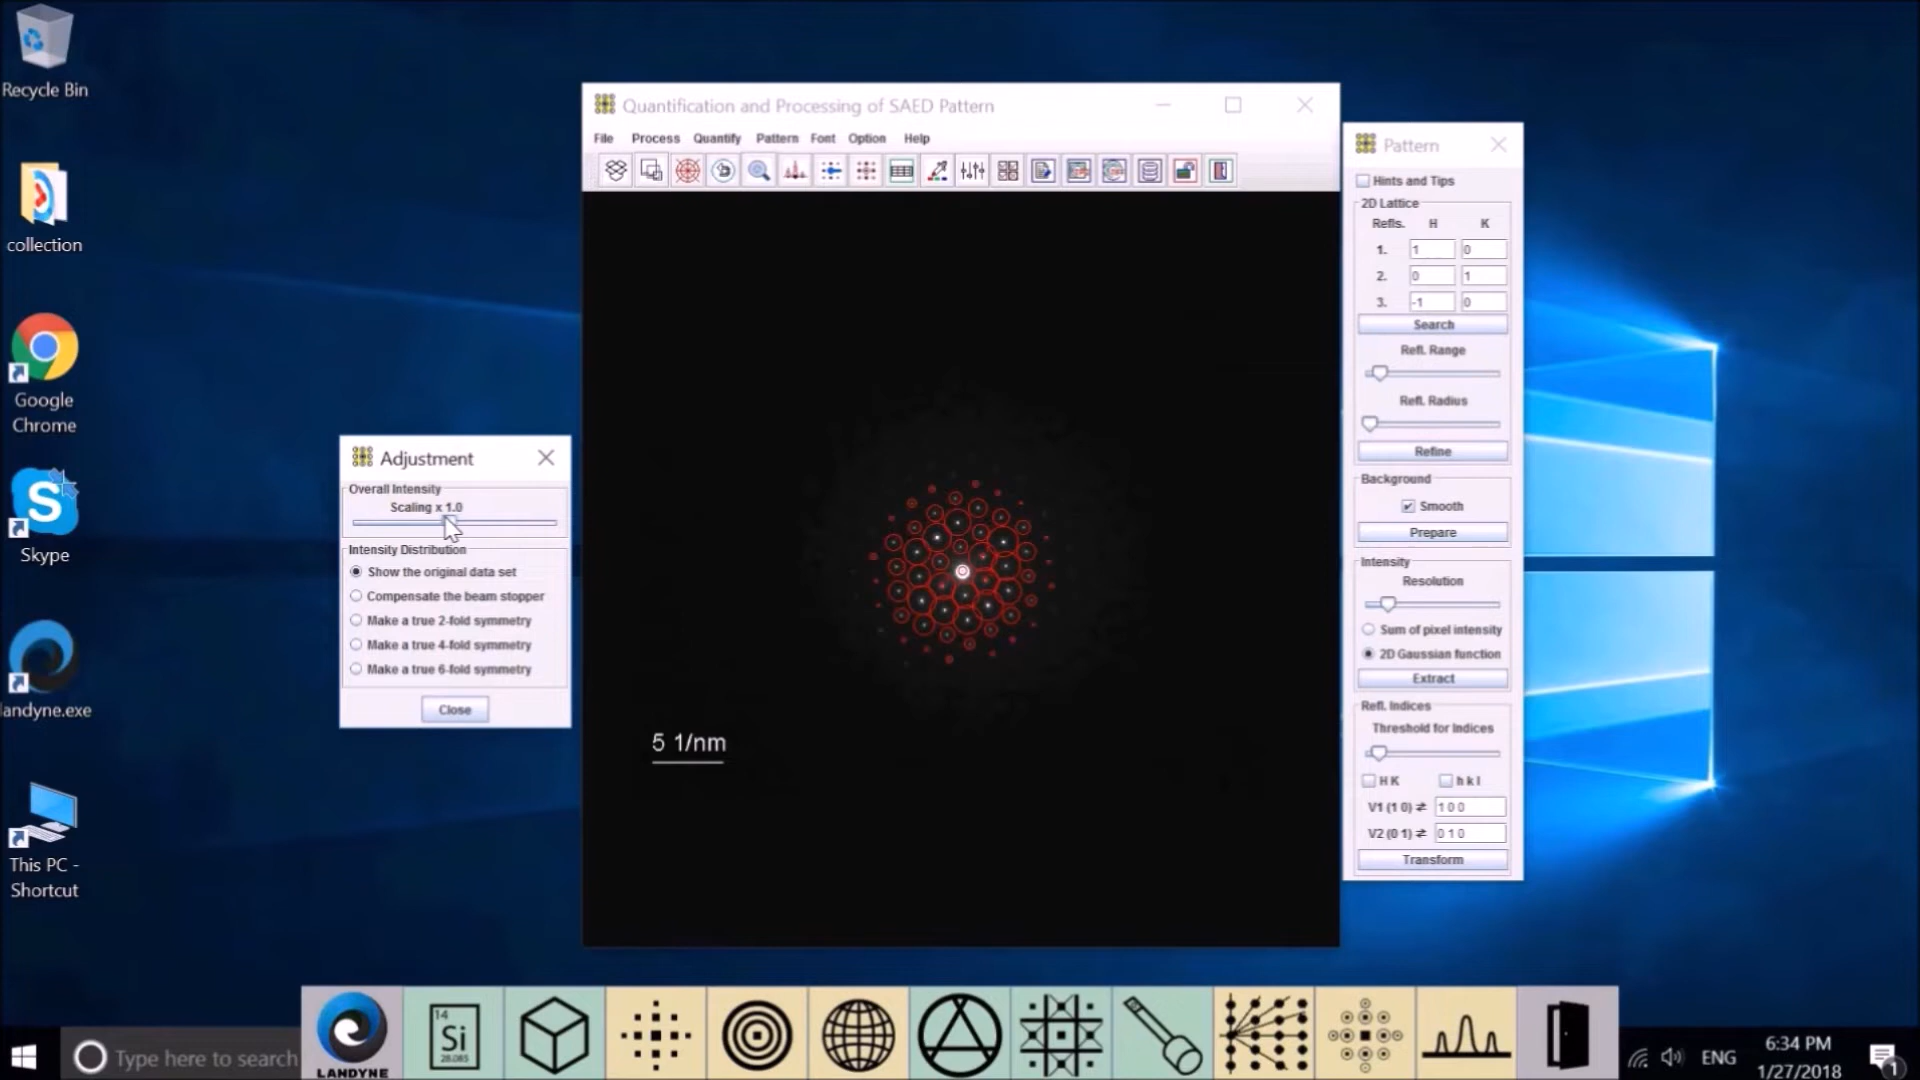 Recycle Bin
collection
Google
Chrome
Skype
landyne.exe
This PC -
Shortcut
Adjustment
Overall Intensity
Scaling x 1.0
Intensity Distribution
Show the original data set
Compensate the beam stopper
Make a true 2-fold symmetry
Make a true 4-fold symmetry
Make a true 6-fold symmetry
Close
Quantification and Processing of SAED Pattern
File Process Quantify Pattern Font Option Help
5 1/nm
Pattern
Hints and Tips
2D Lattice
Refls. H K
1. 1 0
2. 0 1
3. -1 0
Search
Refl. Range
Refl. Radius
Refine
Background
Smooth
Prepare
Intensity
Resolution
Sum of pixel intensity
2D Gaussian function
Extract
Refl. Indices
Threshold for Indices
H K h k l
V1 (1 0) ⇌ 1 0 0
V2 (0 1) ⇌ 0 1 0
Transform
Type here to search
LANDYNE
14
Si
28.085
ENG
6:34 PM
1/27/2018
1